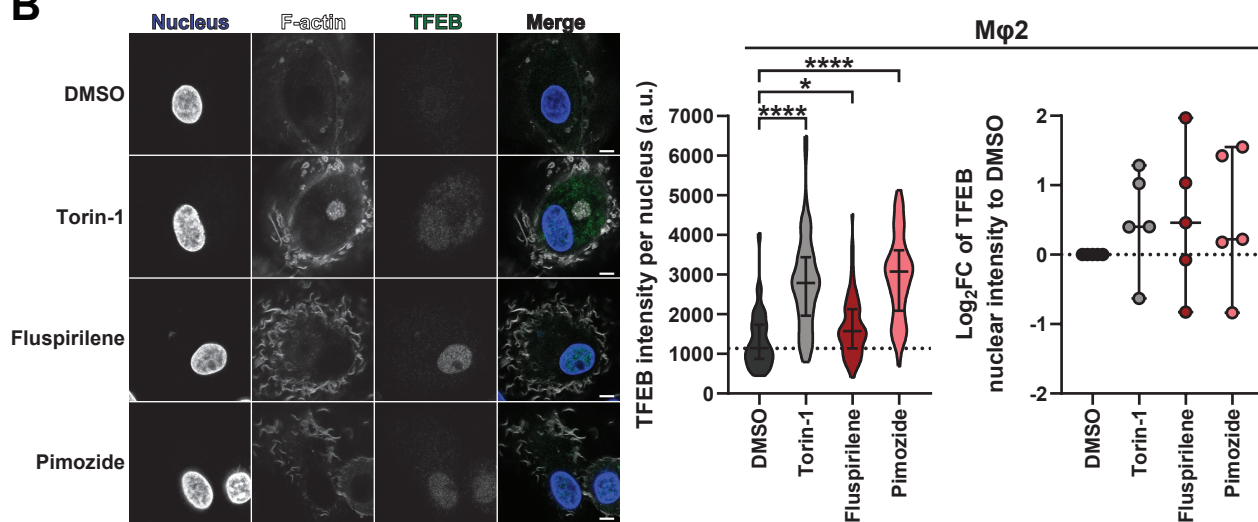 B
Nucleus F-actin TFEB Merge
DMSO
Torin-1
Fluspirilene
Pimozide
Mφ2
TFEB intensity per nucleus (a.u.)
7000
6000
5000
4000
3000
2000
1000
0
****
*
****
DMSO
Torin-1
Fluspirilene
Pimozide
Log₂FC of TFEB
nuclear intensity to DMSO
2
1
0
-1
-2
DMSO
Torin-1
Fluspirilene
Pimozide